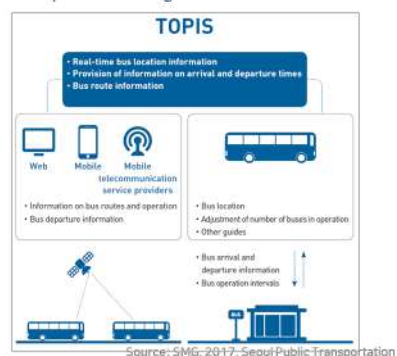 TOPIS
• Real-time bus location information
• Provision of information on arrival and departure times
• Bus route information
Web
Mobile
Mobile
telecommunication
service providers
• Information on bus routes and operation
• Bus departure information
• Bus location
• Adjustment of number of buses in operation
• Other guides
• Bus arrival and
departure information
• Bus operation intervals
BUS
Source: SMG, 2017, Seoul Public Transportation